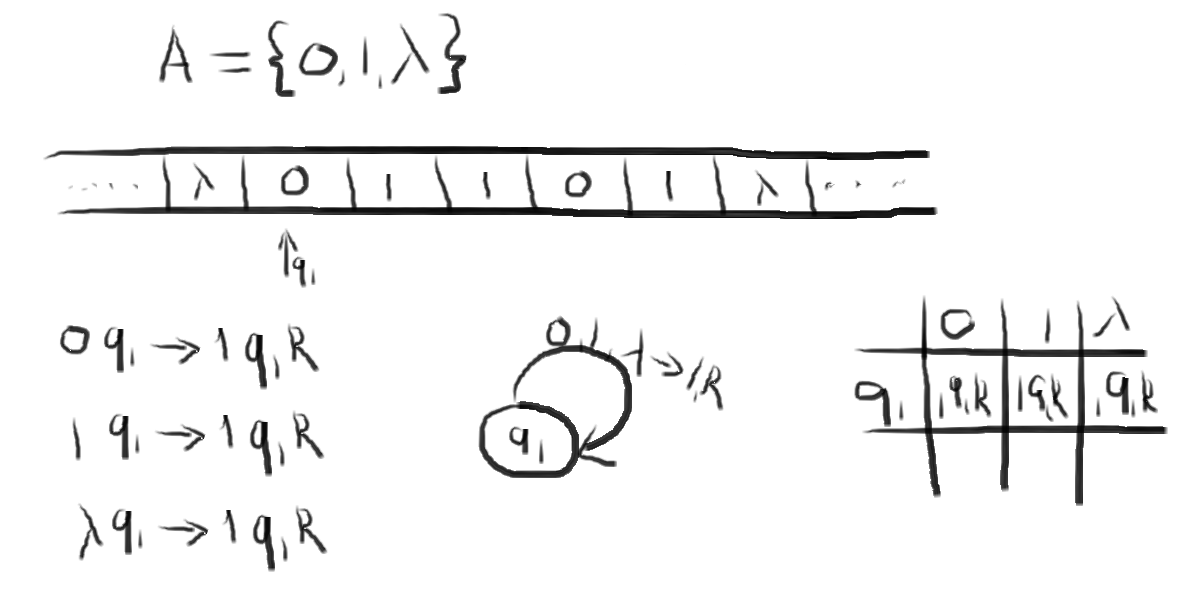 A = {0,1,λ}
..... λ 0 1 1 0 1 λ ....
↑q₁
0 q₁ → 1 q₁ R
1 q₁ → 1 q₁ R
λ q₁ → 1 q₁ R
0,1, → 1,R
q₁
0 1 λ
q₁ 1q₁R 1q₁R 1q₁R